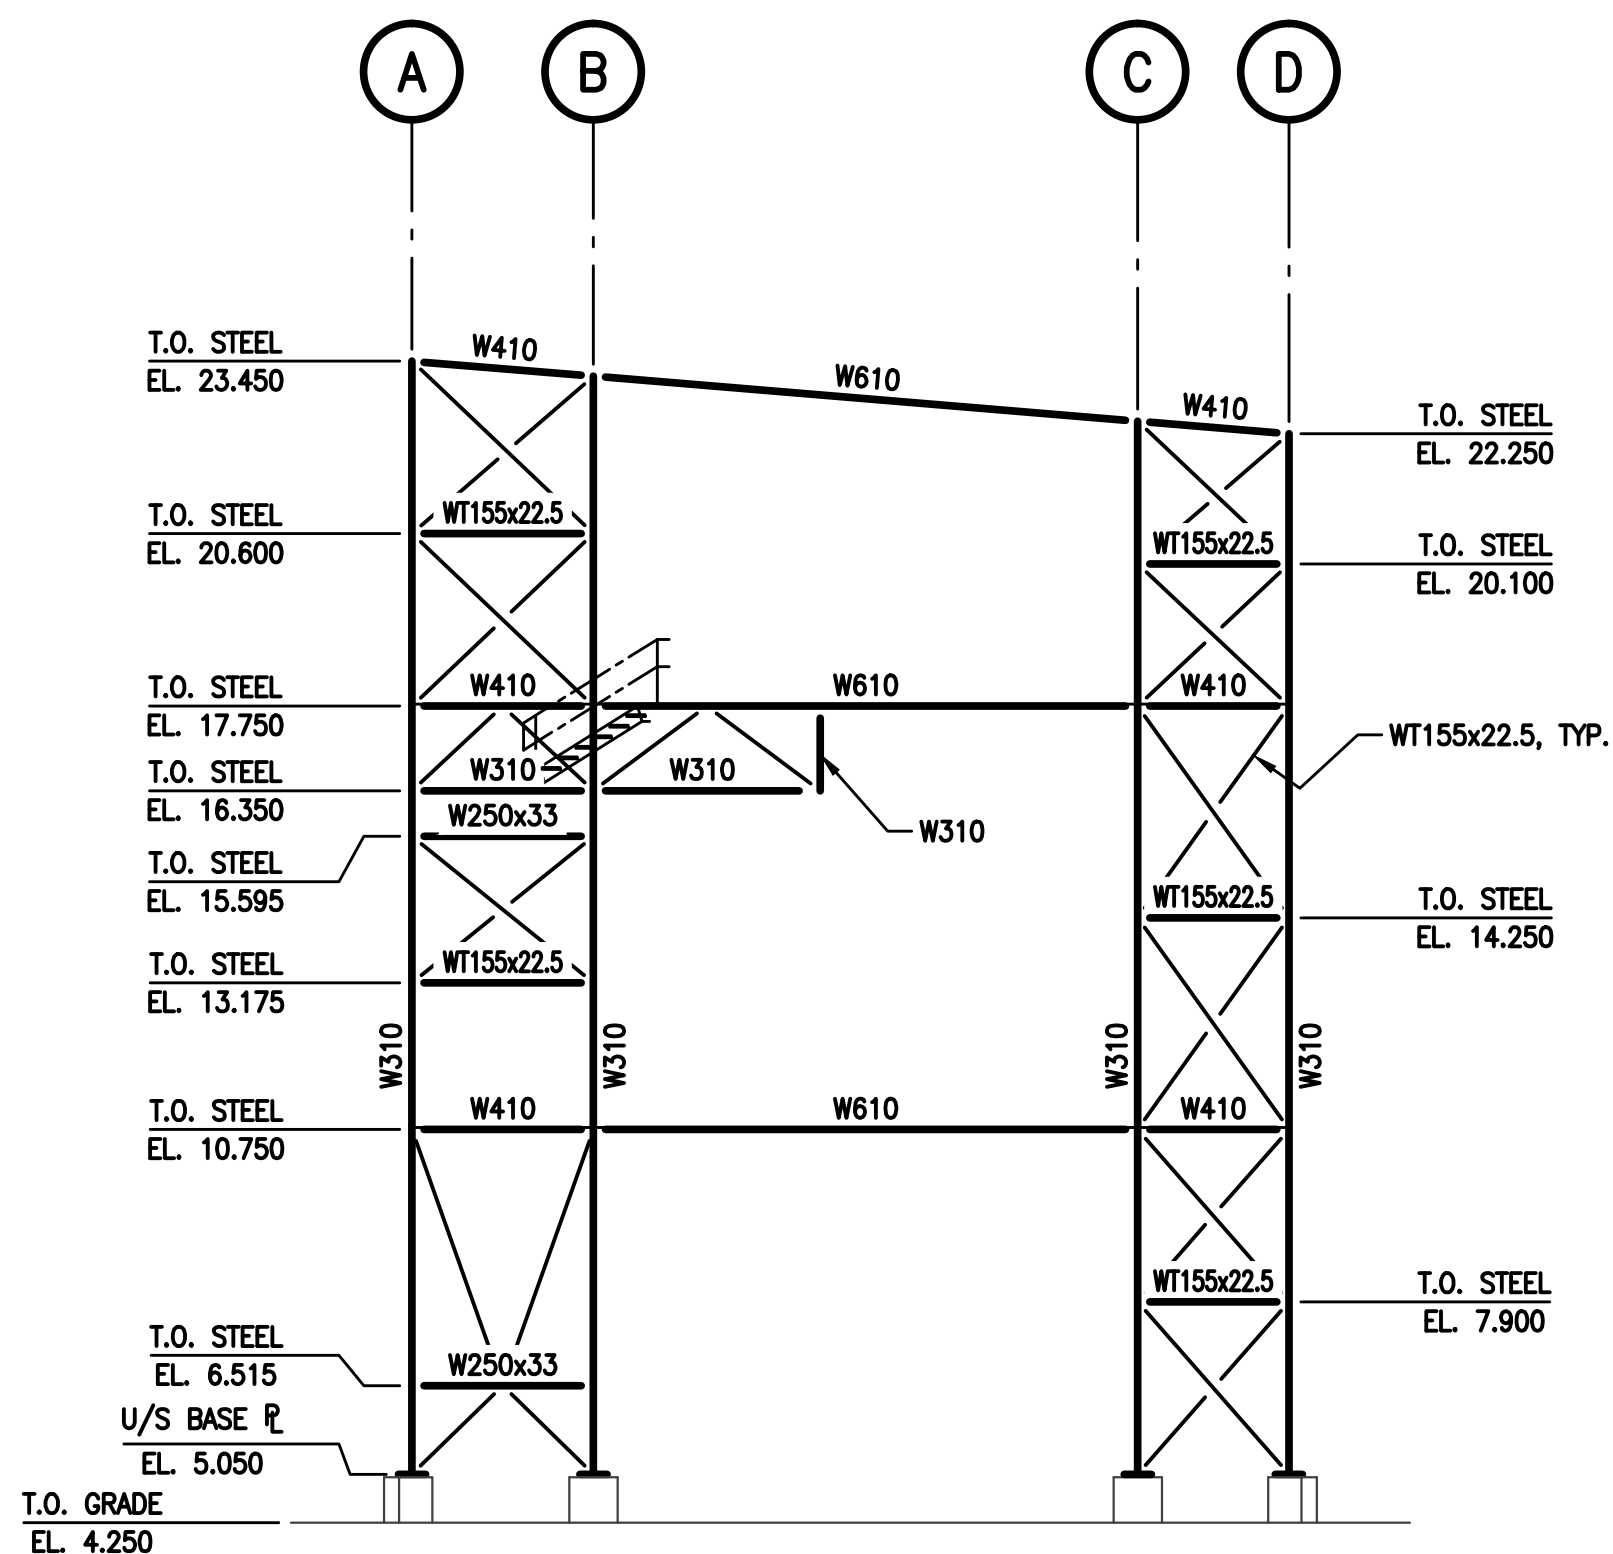 A B C D
W410
W610
W410
T.O. STEEL
EL. 23.450
T.O. STEEL
EL. 22.250
WT155x22.5
T.O. STEEL
EL. 20.600
WT155x22.5
T.O. STEEL
EL. 20.100
W410
W610
W410
T.O. STEEL
EL. 17.750
WT155x22.5, TYP.
W310
W310
T.O. STEEL
EL. 16.350
W310
W250x33
T.O. STEEL
EL. 15.595
WT155x22.5
T.O. STEEL
EL. 14.250
WT155x22.5
T.O. STEEL
EL. 13.175
W310
W310
W310
W310
W410
W610
W410
T.O. STEEL
EL. 10.750
WT155x22.5
T.O. STEEL
EL. 7.900
W250x33
T.O. STEEL
EL. 6.515
U/S BASE PL
EL. 5.050
T.O. GRADE
EL. 4.250